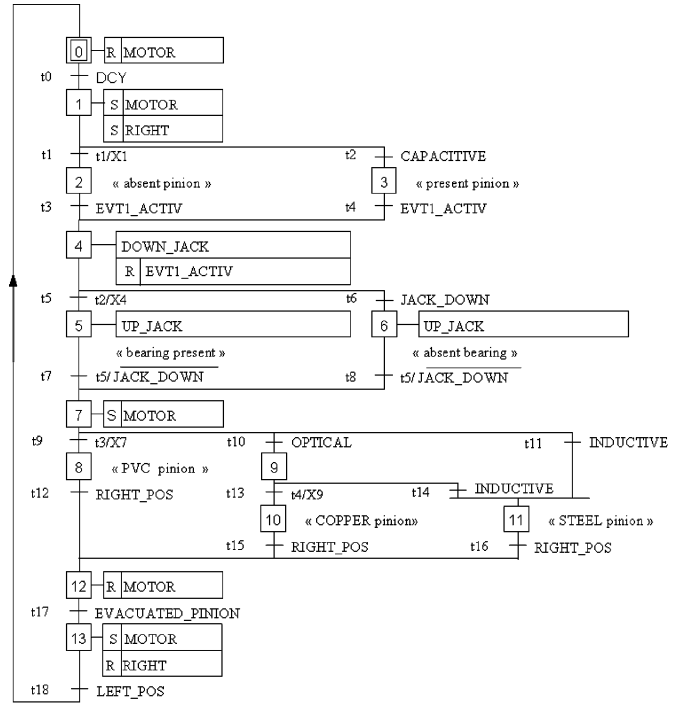 0 R MOTOR
t0 DCY
1 S MOTOR
S RIGHT
t1 t1/X1 t2 CAPACITIVE
2 « absent pinion » 3 « present pinion »
t3 EVT1_ACTIV t4 EVT1_ACTIV
4 DOWN_JACK
R EVT1_ACTIV
t5 t2/X4 t6 JACK_DOWN
5 UP_JACK 6 UP_JACK
« bearing present » « absent bearing »
t7 t5/JACK_DOWN t8 t5/JACK_DOWN
7 S MOTOR
t9 t3/X7 t10 OPTICAL t11 INDUCTIVE
8 « PVC pinion » 9
t12 RIGHT_POS t13 t4/X9 t14 INDUCTIVE
10 « COPPER pinion» 11 « STEEL pinion »
t15 RIGHT_POS t16 RIGHT_POS
12 R MOTOR
t17 EVACUATED_PINION
13 S MOTOR
R RIGHT
t18 LEFT_POS